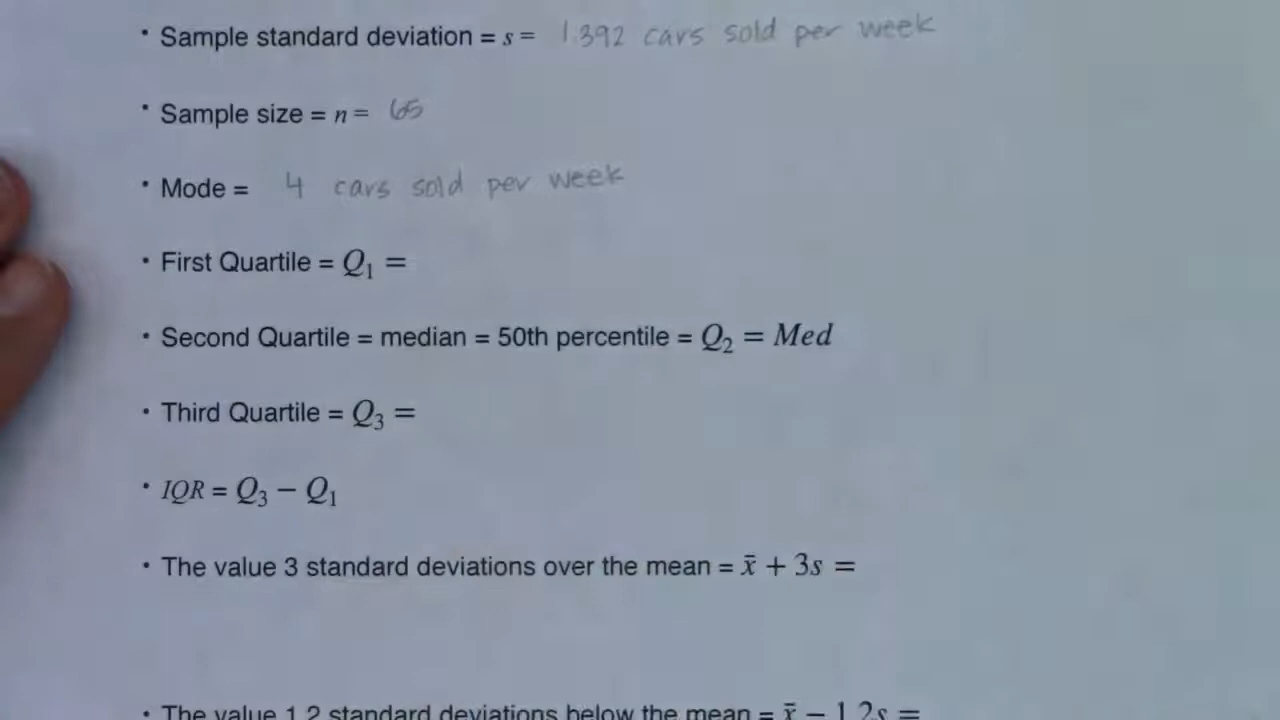 • Sample standard deviation = s = 1.392 cars sold per week
• Sample size = n = 65
• Mode = 4 cars sold per week
• First Quartile = Q₁ =
• Second Quartile = median = 50th percentile = Q₂ = Med
• Third Quartile = Q₃ =
• IQR = Q₃ − Q₁
• The value 3 standard deviations over the mean = x̄ + 3s =
• The value 1.2 standard deviations below the mean = x̄ − 1.2s =